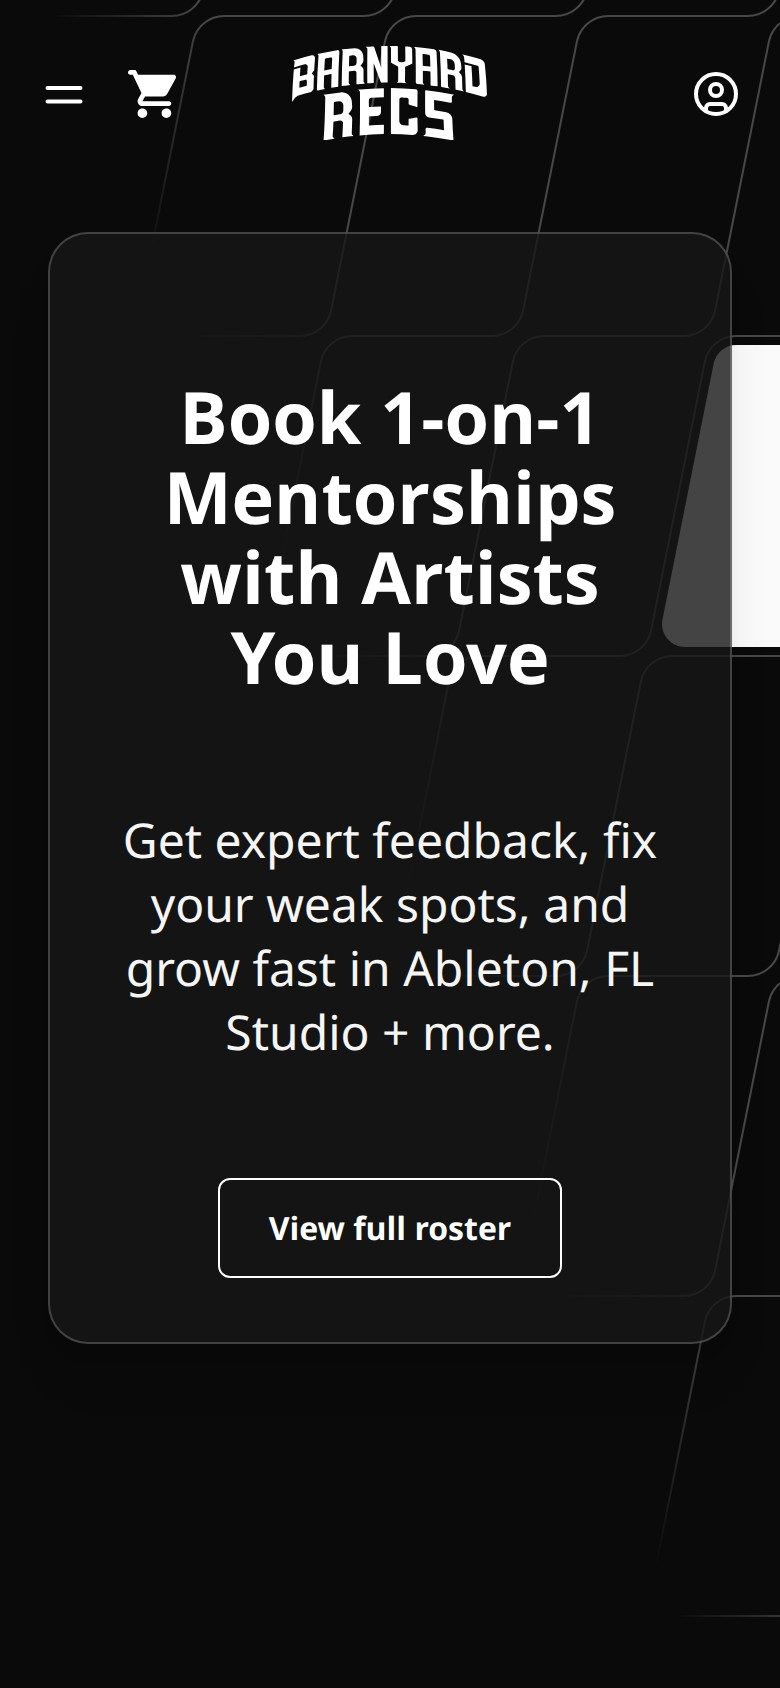 BARNYARD
RECS
Book 1-on-1
Mentorships
with Artists
You Love
Get expert feedback, fix
your weak spots, and
grow fast in Ableton, FL
Studio + more.
View full roster